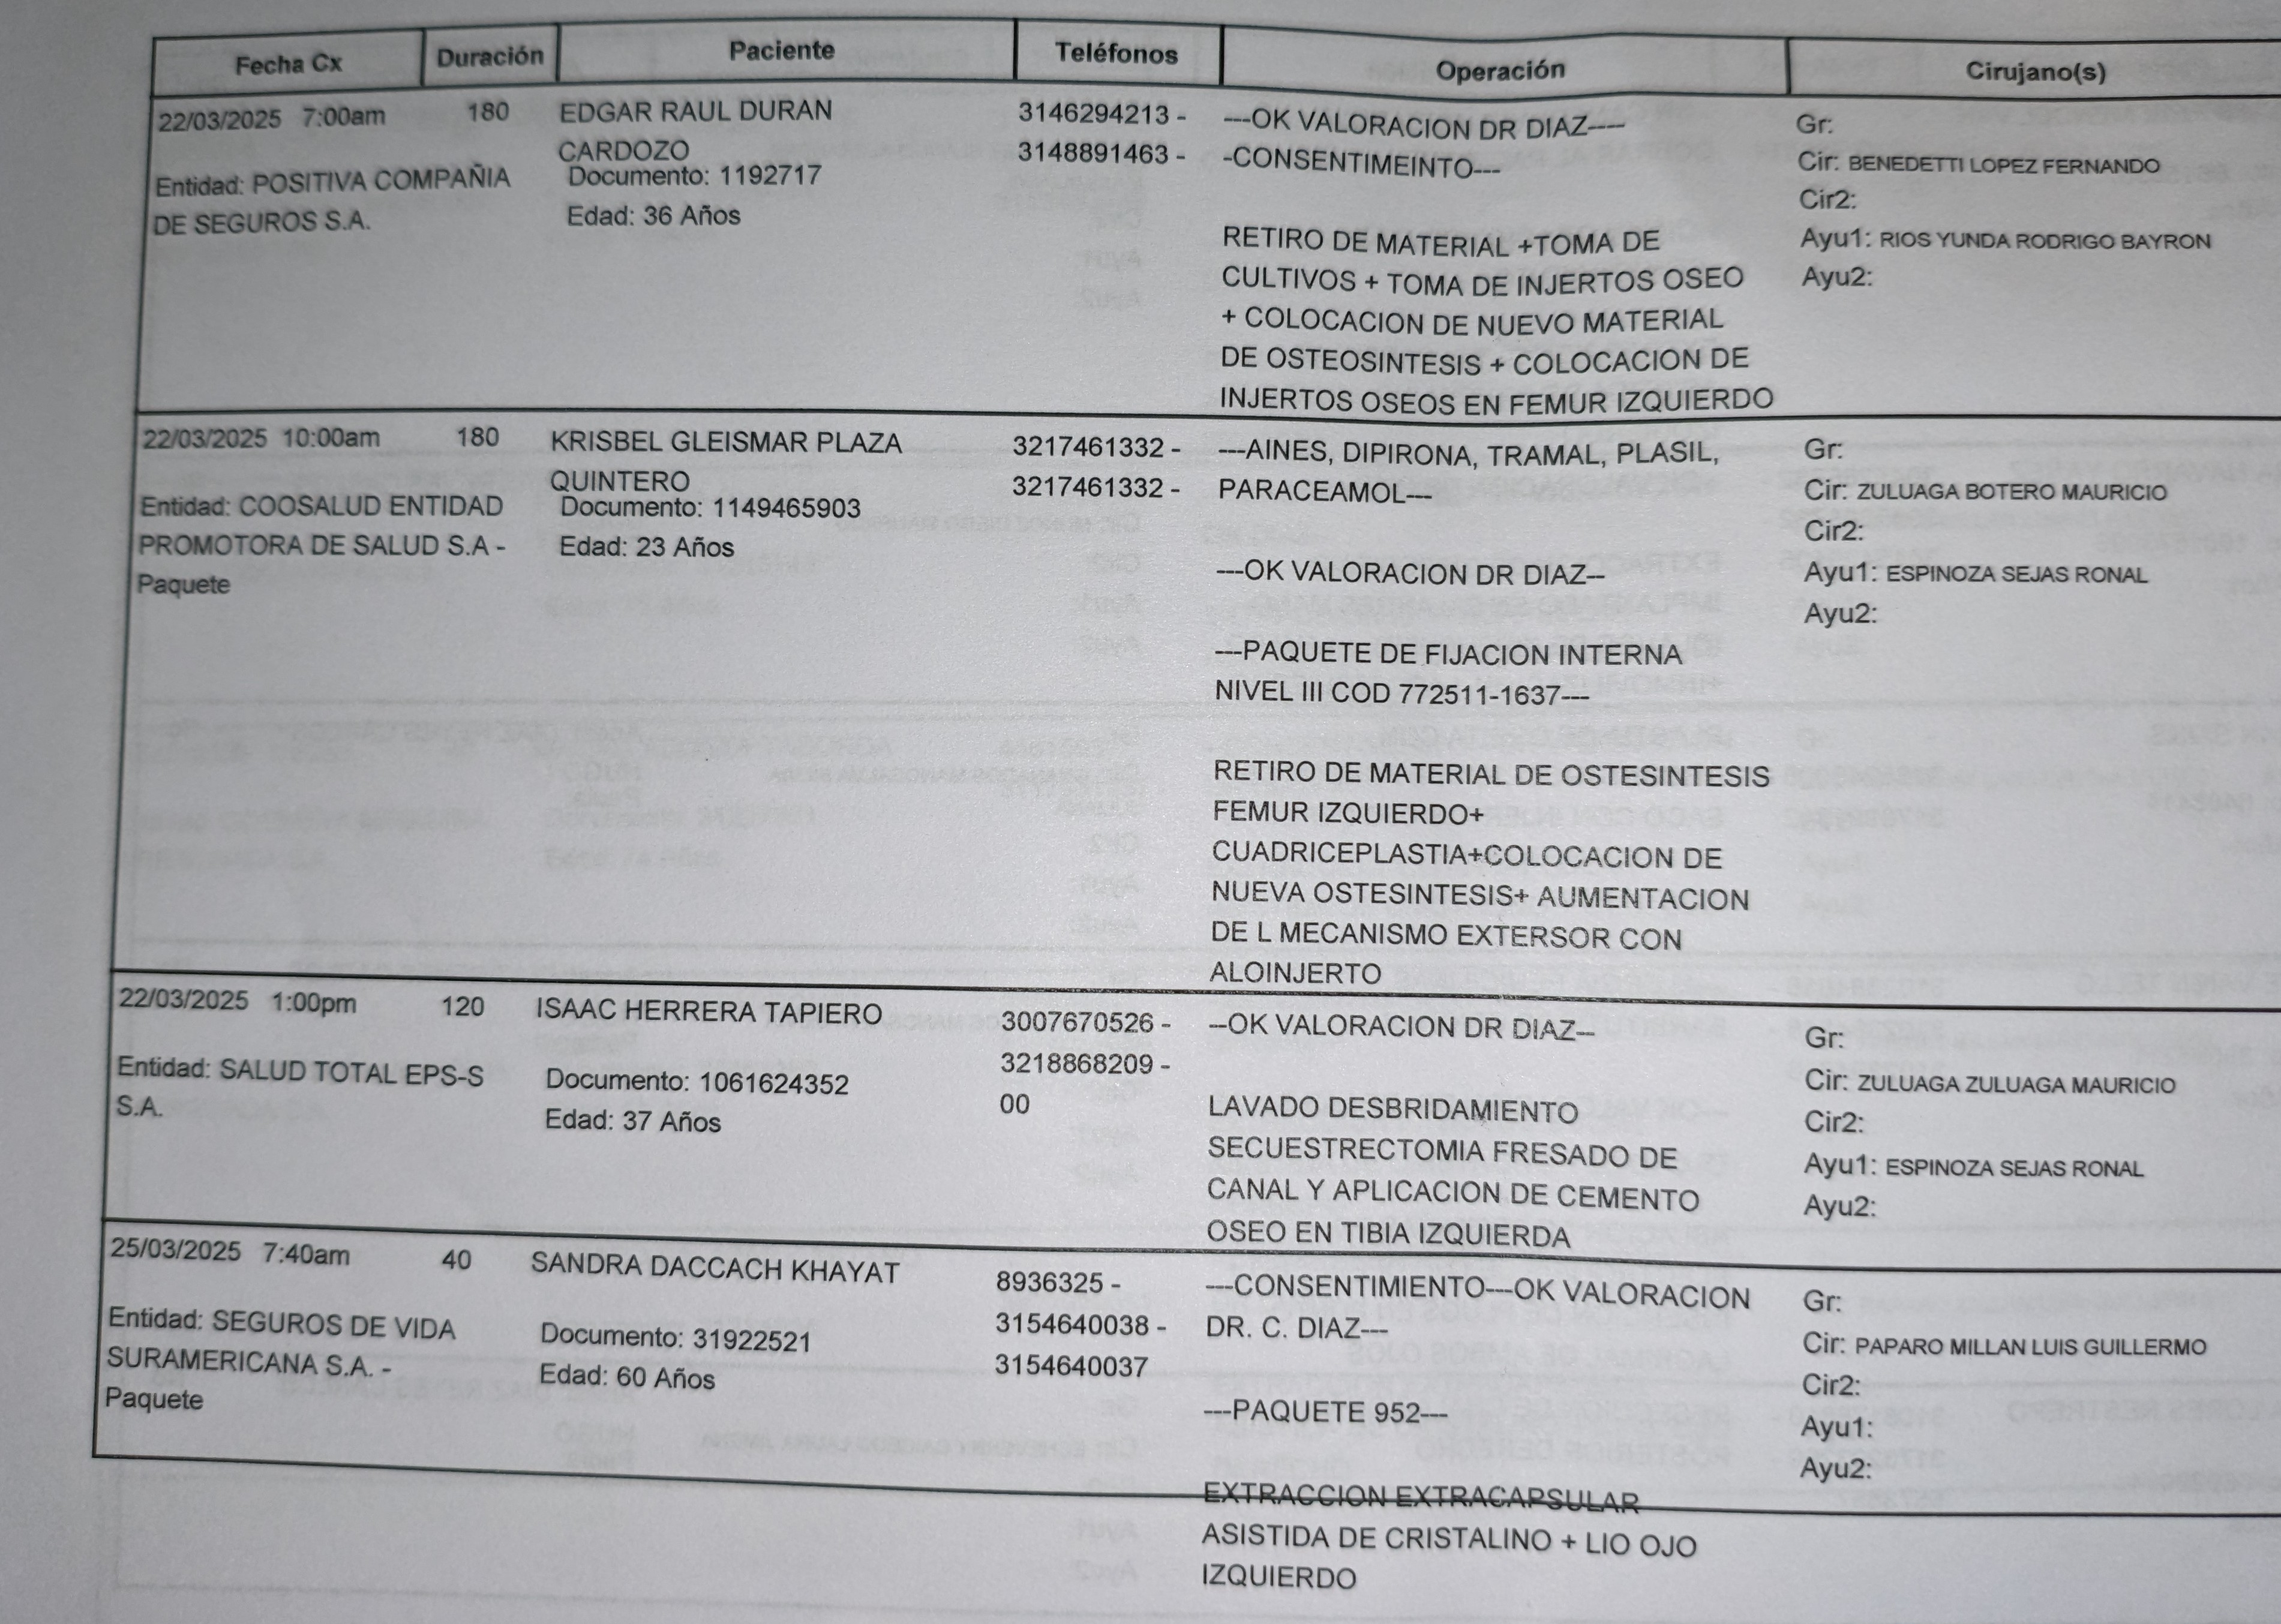 Fecha Cx Duración Paciente Teléfonos Operación Cirujano(s)
22/03/2025 7:00am 180 EDGAR RAUL DURAN
CARDOZO
Entidad: POSITIVA COMPAÑIA
DE SEGUROS S.A.
Documento: 1192717
Edad: 36 Años
3146294213 -
3148891463 -
---OK VALORACION DR DIAZ----
-CONSENTIMEINTO---
RETIRO DE MATERIAL +TOMA DE
CULTIVOS + TOMA DE INJERTOS OSEO
+ COLOCACION DE NUEVO MATERIAL
DE OSTEOSINTESIS + COLOCACION DE
INJERTOS OSEOS EN FEMUR IZQUIERDO
Gr:
Cir: BENEDETTI LOPEZ FERNANDO
Cir2:
Ayu1: RIOS YUNDA RODRIGO BAYRON
Ayu2:
22/03/2025 10:00am 180 KRISBEL GLEISMAR PLAZA
QUINTERO
Entidad: COOSALUD ENTIDAD
PROMOTORA DE SALUD S.A -
Paquete
Documento: 1149465903
Edad: 23 Años
3217461332 -
3217461332 -
---AINES, DIPIRONA, TRAMAL, PLASIL,
PARACEAMOL---
---OK VALORACION DR DIAZ--
---PAQUETE DE FIJACION INTERNA
NIVEL III COD 772511-1637---
RETIRO DE MATERIAL DE OSTESINTESIS
FEMUR IZQUIERDO+
CUADRICEPLASTIA+COLOCACION DE
NUEVA OSTESINTESIS+ AUMENTACION
DE L MECANISMO EXTERSOR CON
ALOINJERTO
Gr:
Cir: ZULUAGA BOTERO MAURICIO
Cir2:
Ayu1: ESPINOZA SEJAS RONAL
Ayu2:
22/03/2025 1:00pm 120 ISAAC HERRERA TAPIERO
Entidad: SALUD TOTAL EPS-S
S.A.
Documento: 1061624352
Edad: 37 Años
3007670526 -
3218868209 -
00
--OK VALORACION DR DIAZ--
LAVADO DESBRIDAMIENTO
SECUESTRECTOMIA FRESADO DE
CANAL Y APLICACION DE CEMENTO
OSEO EN TIBIA IZQUIERDA
Gr:
Cir: ZULUAGA ZULUAGA MAURICIO
Cir2:
Ayu1: ESPINOZA SEJAS RONAL
Ayu2:
25/03/2025 7:40am 40 SANDRA DACCACH KHAYAT
Entidad: SEGUROS DE VIDA
SURAMERICANA S.A. -
Paquete
Documento: 31922521
Edad: 60 Años
8936325 -
3154640038 -
3154640037
---CONSENTIMIENTO---OK VALORACION
DR. C. DIAZ---
---PAQUETE 952---
EXTRACCION EXTRACAPSULAR
ASISTIDA DE CRISTALINO + LIO OJO
IZQUIERDO
Gr:
Cir: PAPARO MILLAN LUIS GUILLERMO
Cir2:
Ayu1:
Ayu2: